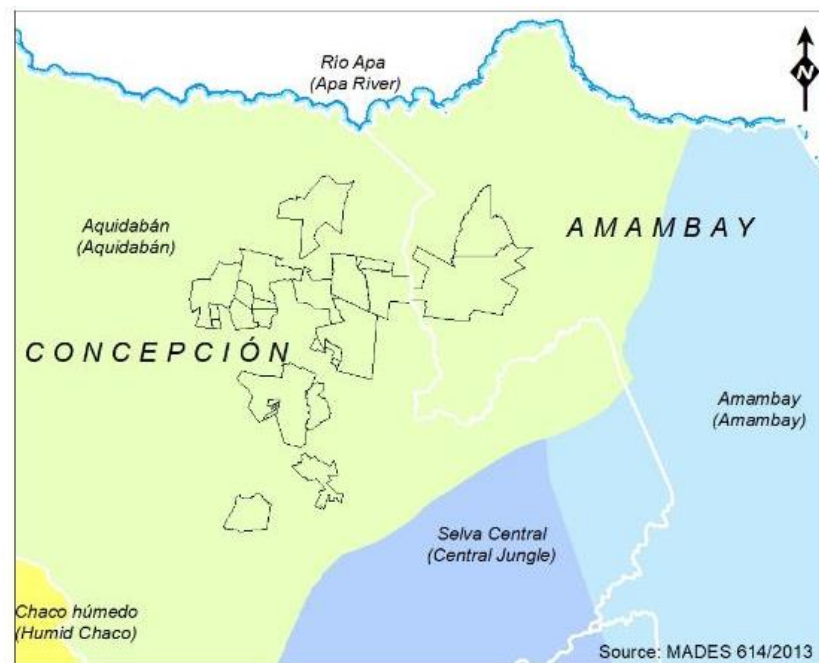 Rio Apa
(Apa River)
N
Aquidabán
(Aquidabán)
AMAMBAY
CONCEPCIÓN
Amambay
(Amambay)
Selva Central
(Central Jungle)
Chaco húmedo
(Humid Chaco)
Source: MADES 614/2013